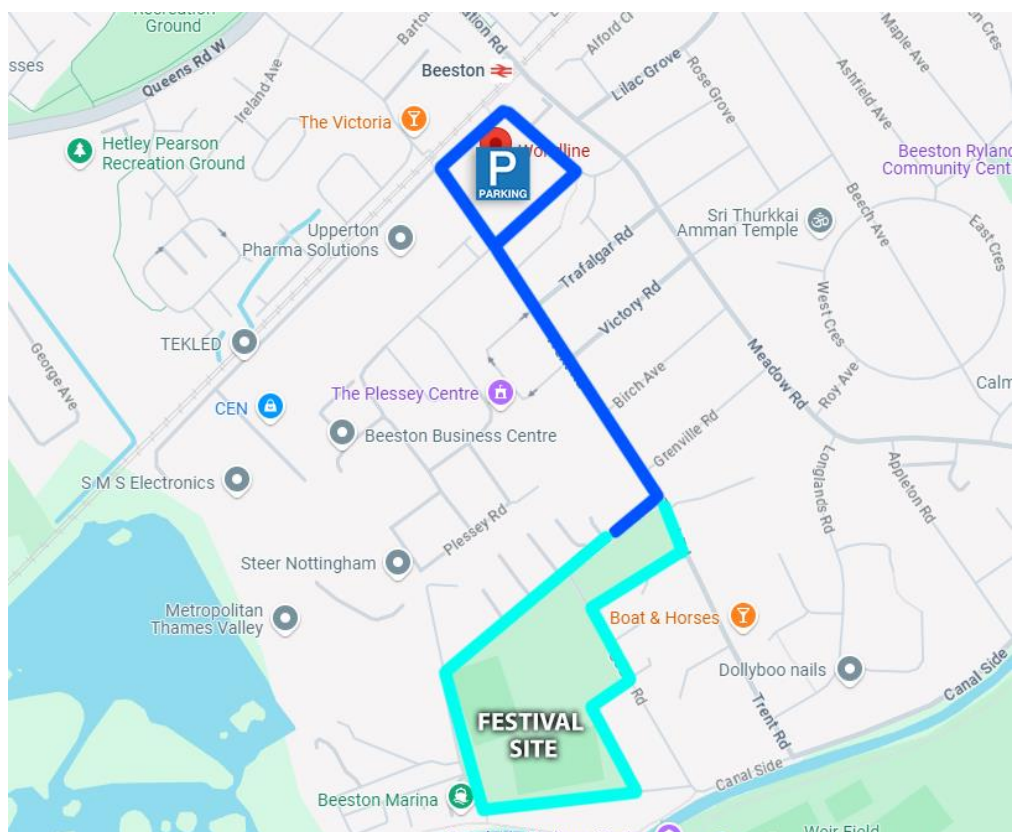 Recreation
Ground
Queens Rd W
sses
Ireland Ave
Beeston
Alford
Lilac Grove
Rose Grove
Maple Ave
Ashfield Ave
Cres
The Victoria
Hetley Pearson
Recreation Ground
P
PARKING
Beeston Ryland
Community Cent
Beech Ave
East Cres
Upperton
Pharma Solutions
Trafalgar Rd
Sri Thurkkai
Amman Temple
Victory Rd
West Cres
TEKLED
George Ave
Meadow Rd
Roy Ave
Calm
The Plessey Centre
Birch Ave
CEN
Beeston Business Centre
Grenville Rd
S M S Electronics
Longlands Rd
Appleton Rd
Plessey Rd
Steer Nottingham
Metropolitan
Thames Valley
Boat & Horses
Dollyboo nails
Rd
Canal Side
FESTIVAL
SITE
Trent Rd
Canal Side
Beeston Marina
Weir Field